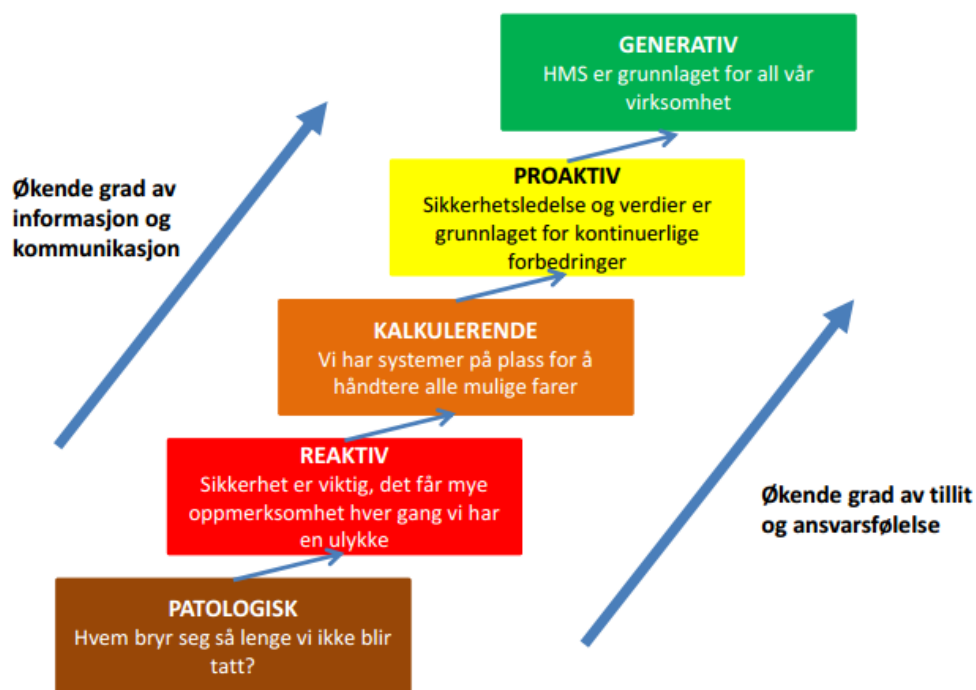 GENERATIV
HMS er grunnlaget for all vår
virksomhet
Økende grad av
informasjon og
kommunikasjon
PROAKTIV
Sikkerhetsledelse og verdier er
grunnlaget for kontinuerlige
forbedringer
KALKULERENDE
Vi har systemer på plass for å
håndtere alle mulige farer
REAKTIV
Sikkerhet er viktig, det får mye
oppmerksomhet hver gang vi har
en ulykke
Økende grad av tillit
og ansvarsfølelse
PATOLOGISK
Hvem bryr seg så lenge vi ikke blir
tatt?